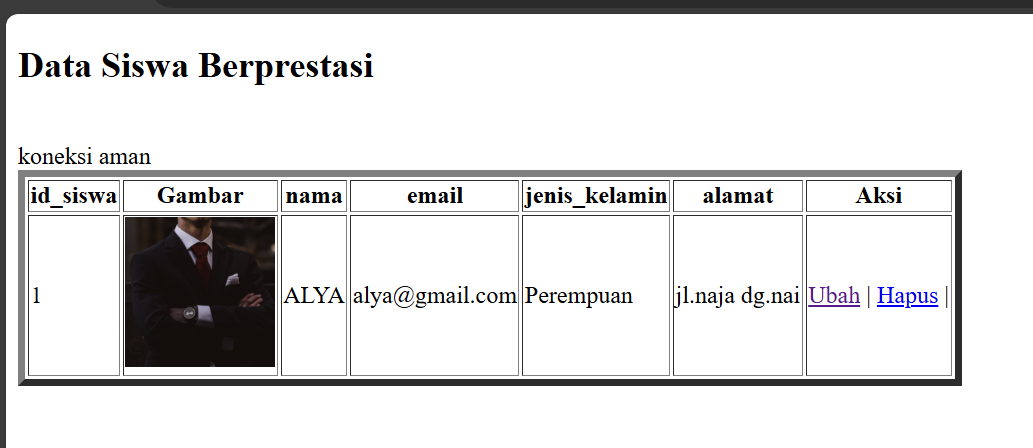 Data Siswa Berprestasi
koneksi aman
id_siswa Gambar nama email jenis_kelamin alamat Aksi
1 ALYA alya@gmail.com Perempuan jl.naja dg.nai Ubah | Hapus |